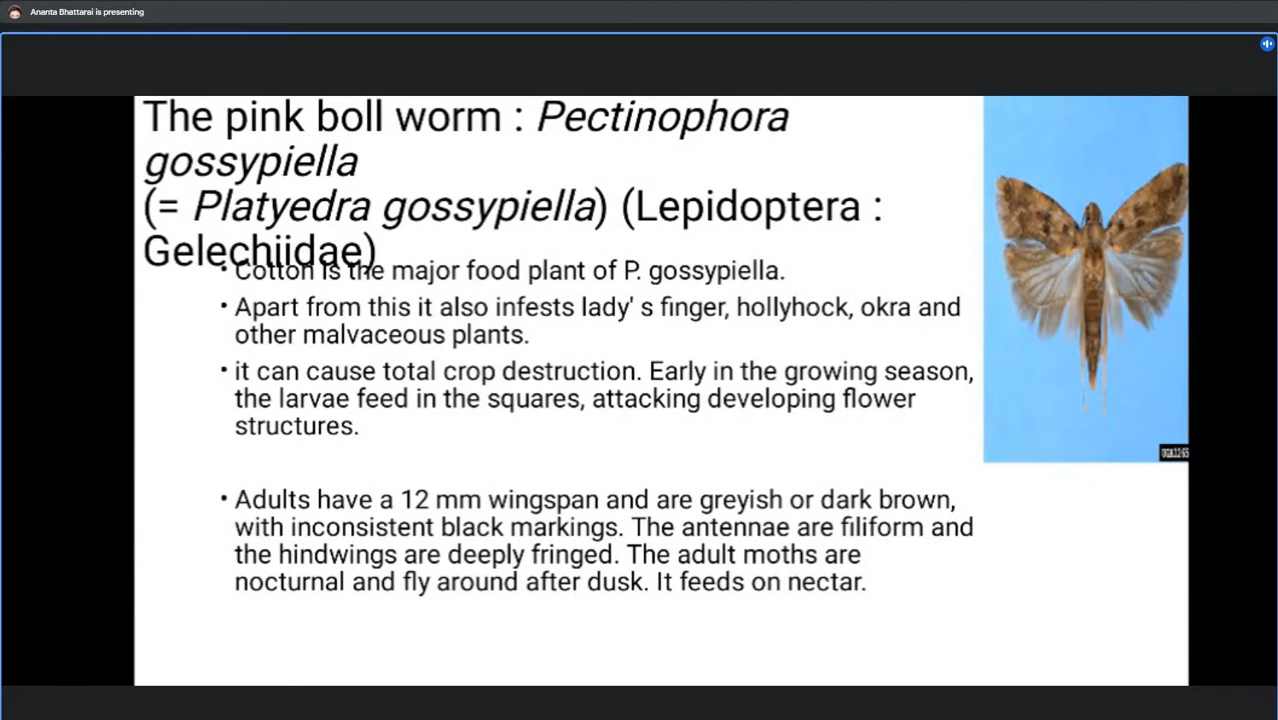 Ananta Bhattarai is presenting
The pink boll worm : Pectinophora
gossypiella
(= Platyedra gossypiella) (Lepidoptera :
Gelechiidae)
• Cotton is the major food plant of P. gossypiella.
• Apart from this it also infests lady' s finger, hollyhock, okra and
other malvaceous plants.
• it can cause total crop destruction. Early in the growing season,
the larvae feed in the squares, attacking developing flower
structures.
• Adults have a 12 mm wingspan and are greyish or dark brown,
with inconsistent black markings. The antennae are filiform and
the hindwings are deeply fringed. The adult moths are
nocturnal and fly around after dusk. It feeds on nectar.